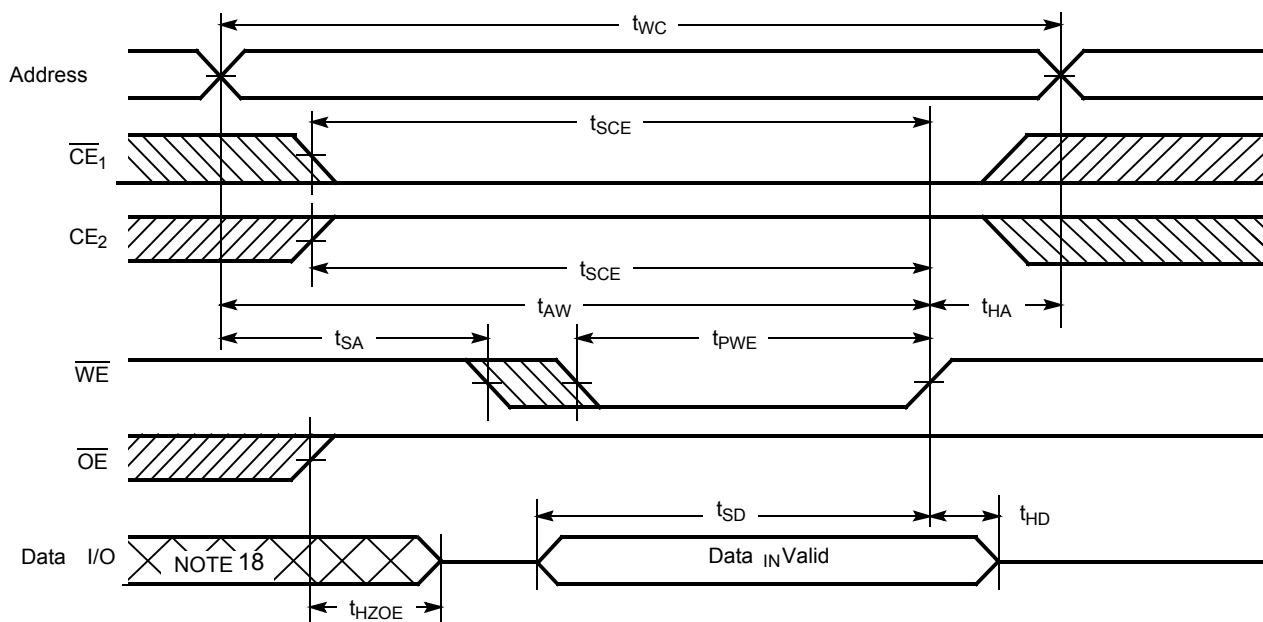 tWC
Address
tSCE
CE1
CE2
tSCE
tAW
tHA
tSA
tPWE
WE
OE
tSD
tHD
Data I/O
NOTE 18
Data IN Valid
tHZOE